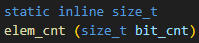 static inline size_t
elem_cnt (size_t bit_cnt)